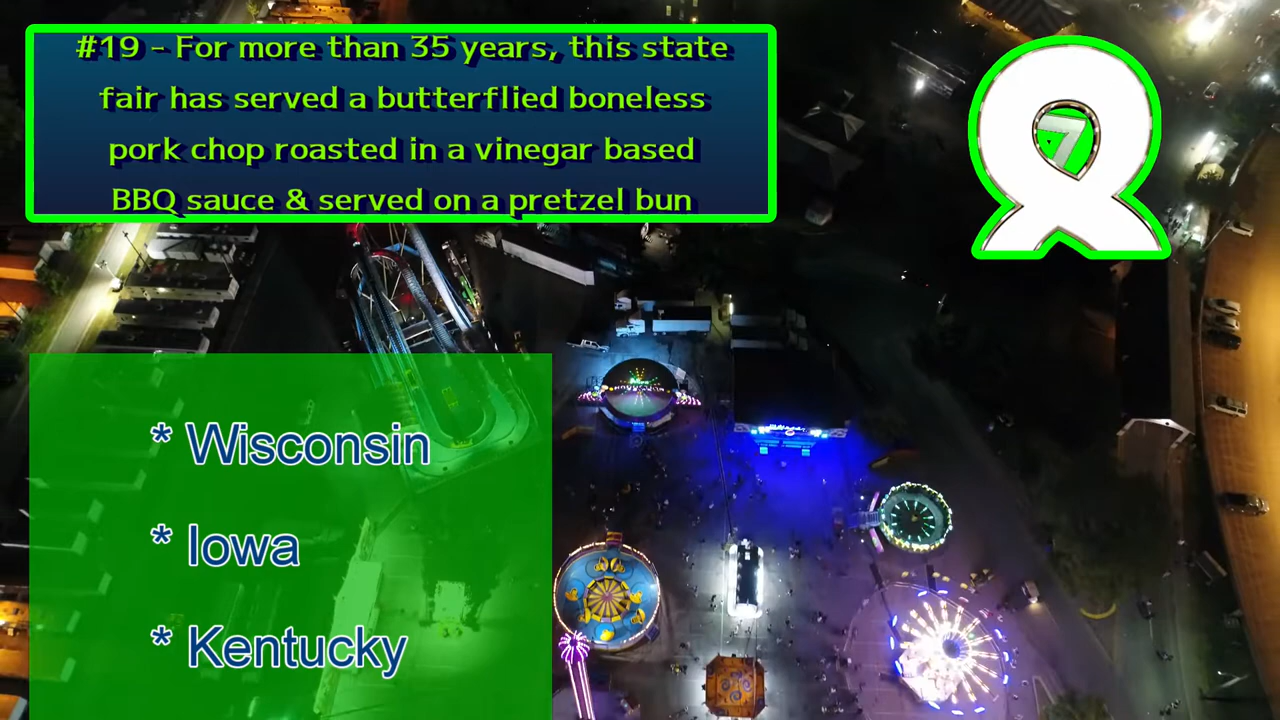 #19 - For more than 35 years, this state
fair has served a butterflied boneless
pork chop roasted in a vinegar based
BBQ sauce & served on a pretzel bun
7
* Wisconsin
* Iowa
* Kentucky